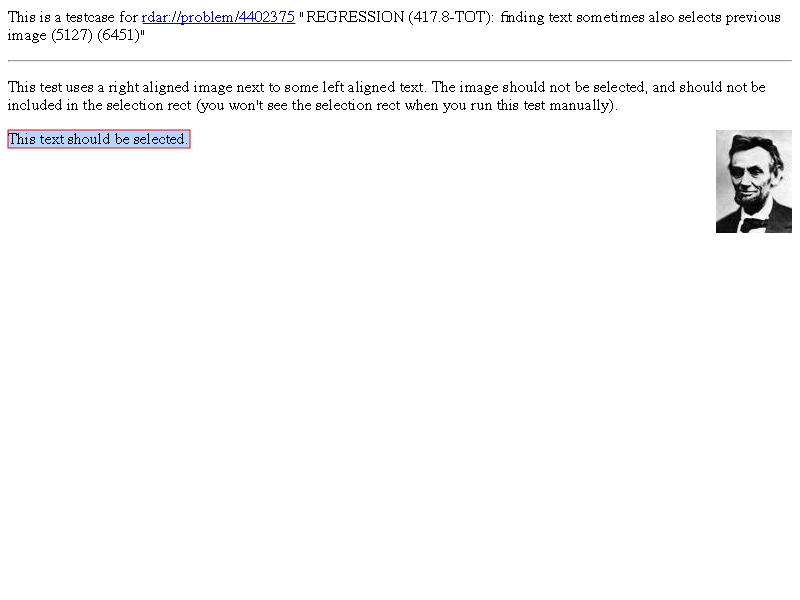 This is a testcase for rdar://problem/4402375 "REGRESSION (417.8-TOT): finding text sometimes also selects previous
image (5127) (6451)"
This test uses a right aligned image next to some left aligned text. The image should not be selected, and should not be
included in the selection rect (you won't see the selection rect when you run this test manually).
This text should be selected.